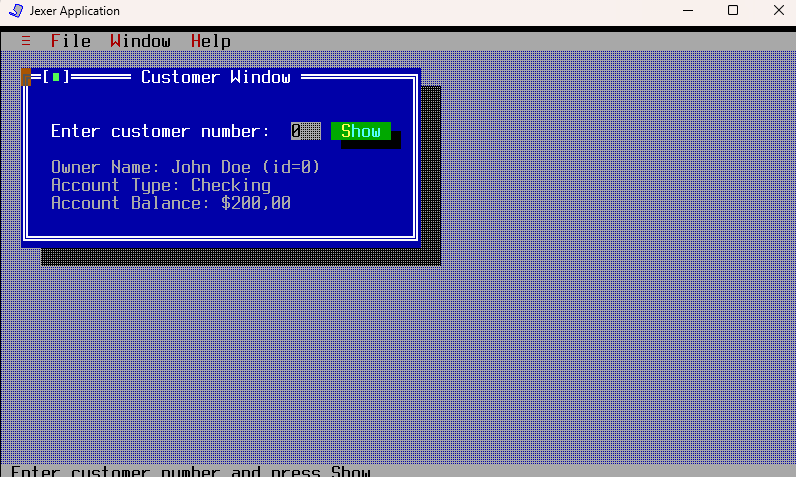 Jexer Application
≡ File Window Help
Customer Window
Enter customer number: 0 Show
Owner Name: John Doe (id=0)
Account Type: Checking
Account Balance: $200,00
Enter customer number and press Show